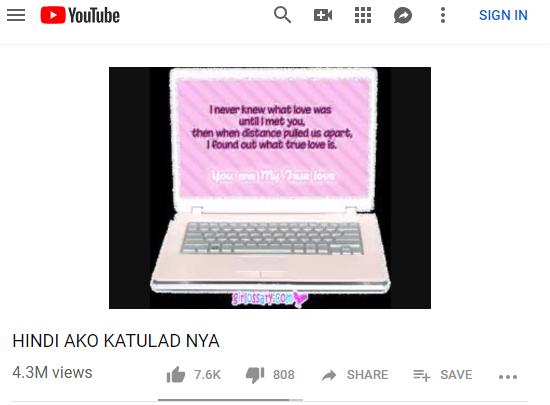 YouTube
SIGN IN
I never knew what love was
until I met you,
then when distance pulled us apart,
I found out what true love is.
You are My True love
girlossary.com
HINDI AKO KATULAD NYA
4.3M views
7.6K
808
SHARE
SAVE